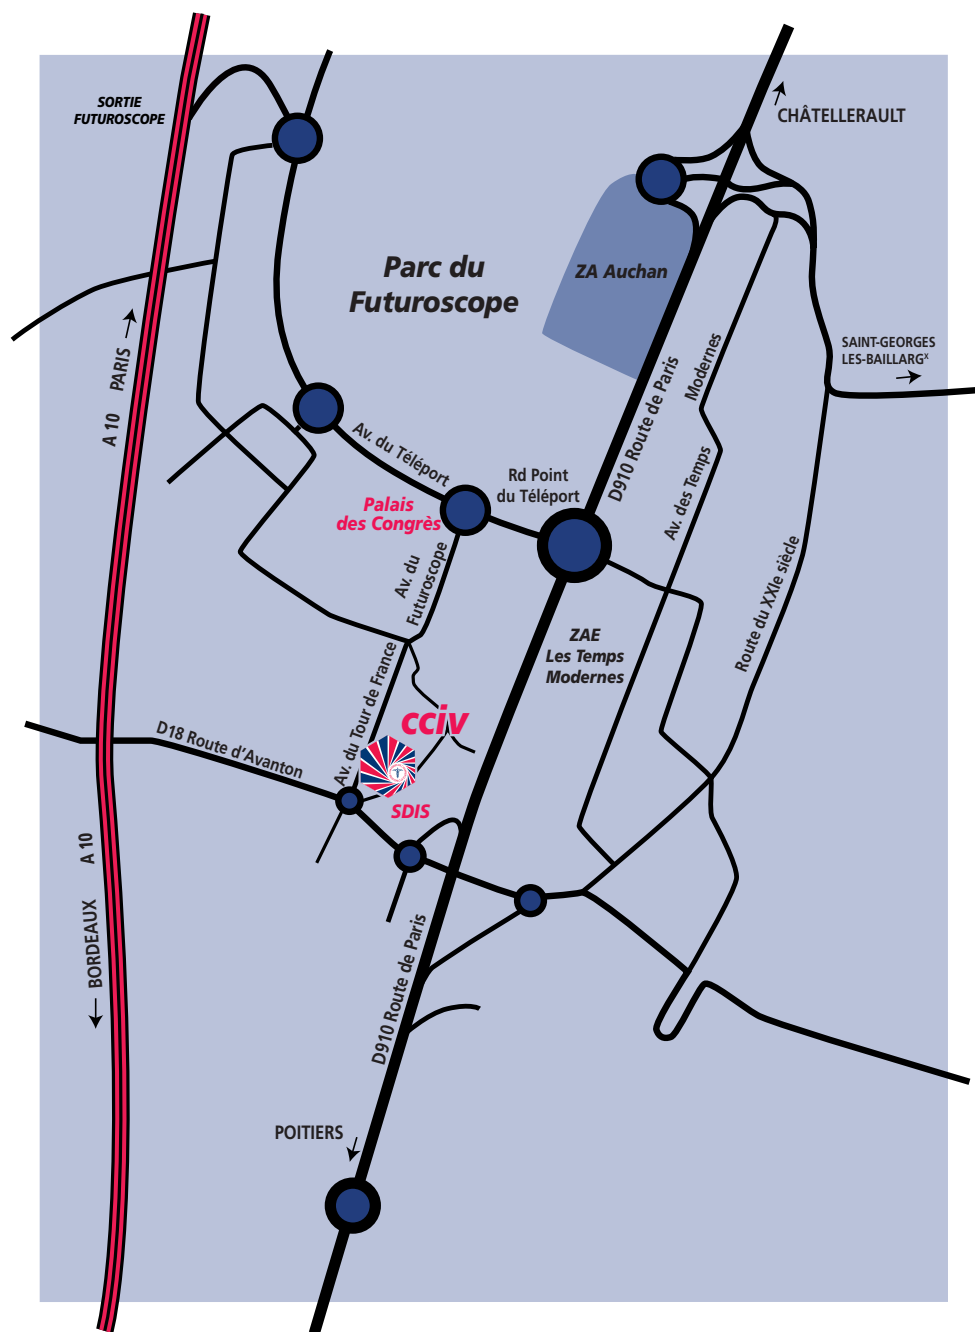 SORTIE
FUTUROSCOPE
CHÂTELLERAULT
Parc du
Futuroscope
ZA Auchan
SAINT-GEORGES
LES-BAILLARGˣ
A 10 PARIS
Modernes
D910 Route de Paris
Av. du Téléport
Rd Point
du Téléport
Palais
des Congrès
Av. des Temps
Av. du
Futuroscope
Route du XXIe siècle
ZAE
Les Temps
Modernes
Av. du Tour de France
cciv
D18 Route d'Avanton
SDIS
BORDEAUX A 10
D910 Route de Paris
POITIERS